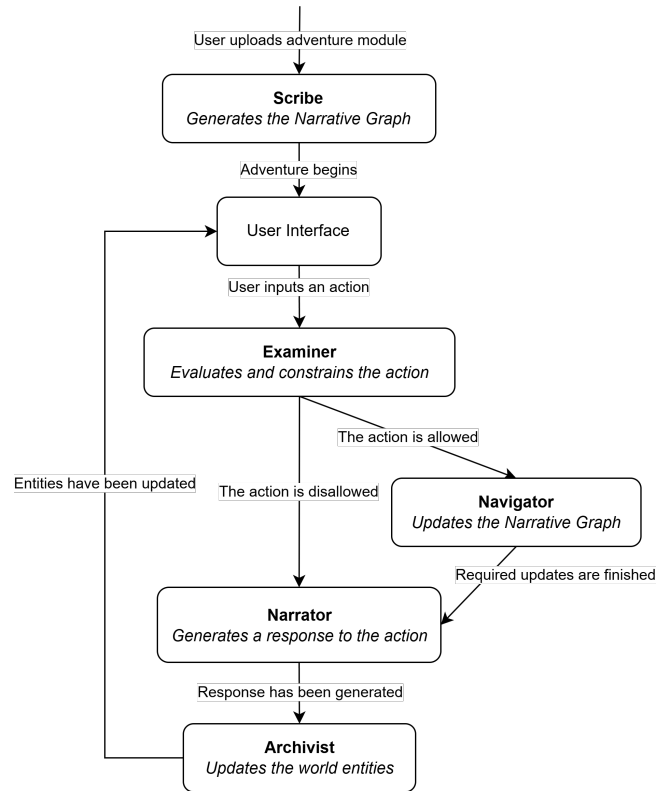 User uploads adventure module
Scribe
Generates the Narrative Graph
Adventure begins
User Interface
User inputs an action
Examiner
Evaluates and constrains the action
The action is allowed
Entities have been updated
The action is disallowed
Navigator
Updates the Narrative Graph
Required updates are finished
Narrator
Generates a response to the action
Response has been generated
Archivist
Updates the world entities